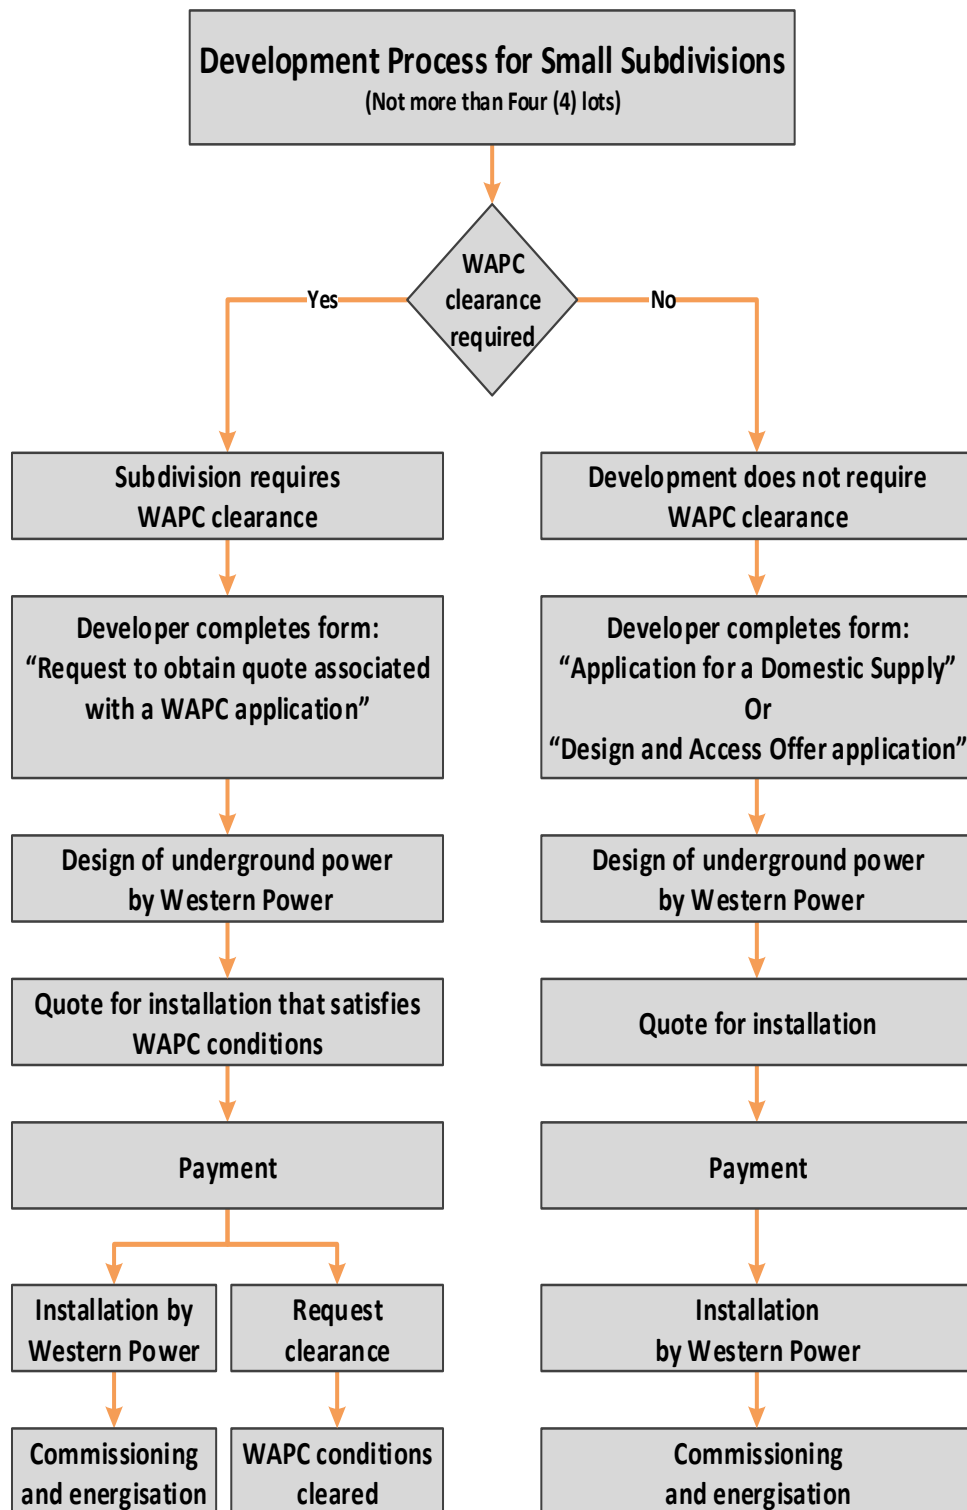 Development Process for Small Subdivisions
(Not more than Four (4) lots)
WAPC
clearance
required
Yes
No
Subdivision requires
WAPC clearance
Development does not require
WAPC clearance
Developer completes form:
“Request to obtain quote associated
with a WAPC application”
Developer completes form:
“Application for a Domestic Supply”
Or
“Design and Access Offer application”
Design of underground power
by Western Power
Design of underground power
by Western Power
Quote for installation that satisfies
WAPC conditions
Quote for installation
Payment
Payment
Installation by
Western Power
Request
clearance
Installation
by Western Power
Commissioning
and energisation
WAPC conditions
cleared
Commissioning
and energisation